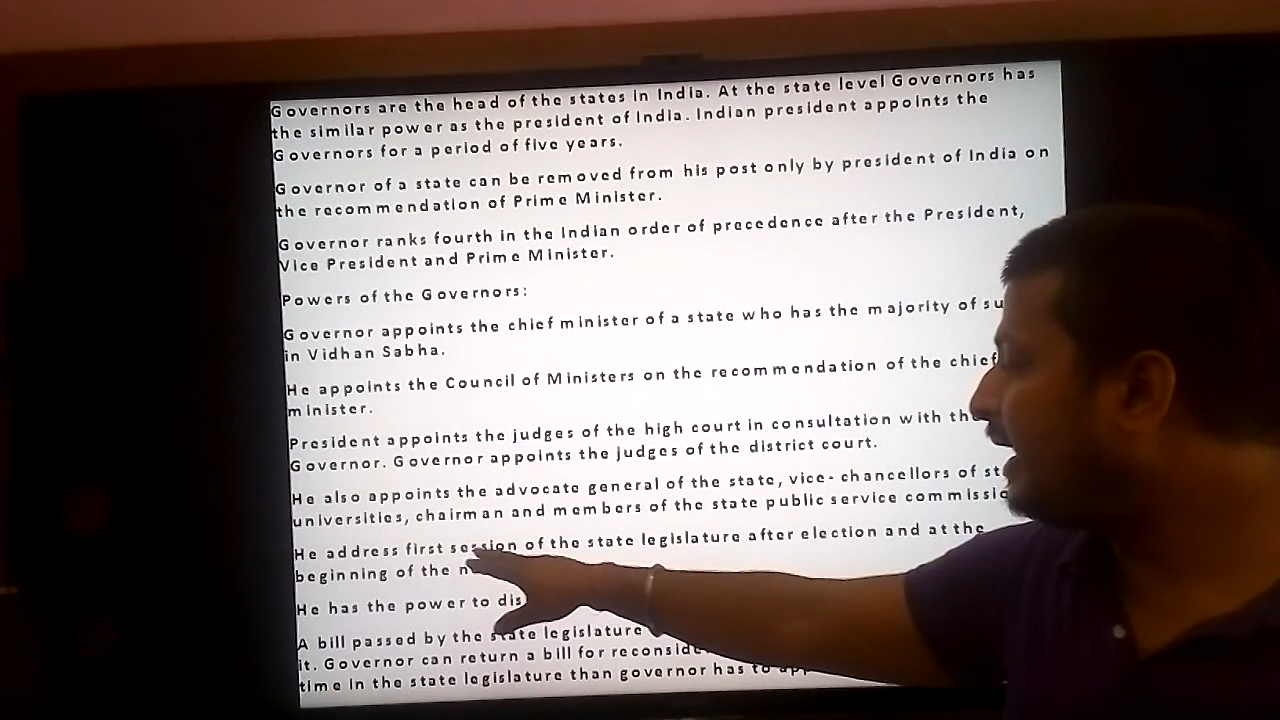 Governors are the head of the states in India. At the state level Governors has
the similar power as the president of India. Indian president appoints the
Governors for a period of five years.
Governor of a state can be removed from his post only by president of India on
the recommendation of Prime Minister.
Governor ranks fourth in the Indian order of precedence after the President,
Vice President and Prime Minister.
Powers of the Governors:
Governor appoints the chief minister of a state who has the majority of su
in Vidhan Sabha.
He appoints the Council of Ministers on the recommendation of the chief
minister.
President appoints the judges of the high court in consultation with the
Governor. Governor appoints the judges of the district court.
He also appoints the advocate general of the state, vice- chancellors of st
universities, chairman and members of the state public service commissio
He address first session of the state legislature after election and at the
beginning of the n
He has the power to dis
A bill passed by the state legislature
it. Governor can return a bill for reconside
time in the state legislature than governor has to app